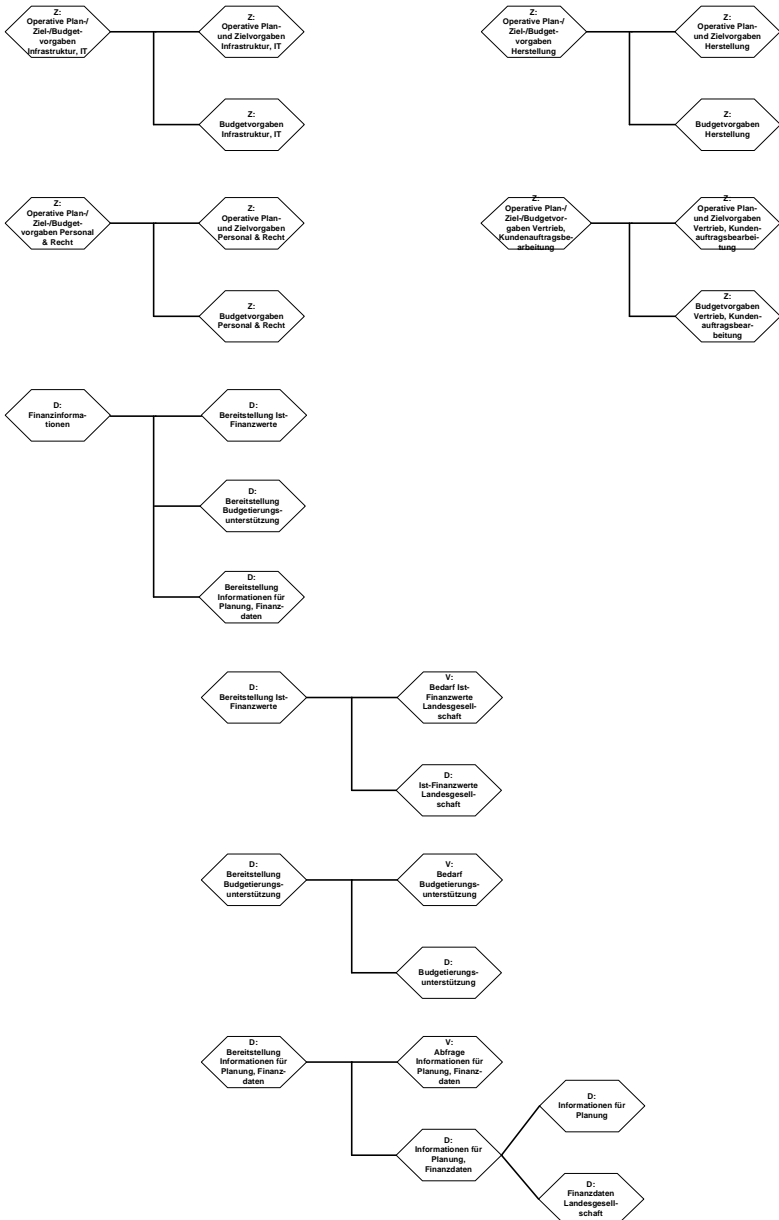 Z:
Operative Plan-/
Ziel-/Budget-
vorgaben
Infrastruktur, IT
Z:
Operative Plan-
und Zielvorgaben
Infrastruktur, IT
Z:
Operative Plan-/
Ziel-/Budget-
vorgaben
Herstellung
Z:
Operative Plan-
und Zielvorgaben
Herstellung
Z:
Budgetvorgaben
Infrastruktur, IT
Z:
Budgetvorgaben
Herstellung
Z:
Operative Plan-/
Ziel-/Budget-
vorgaben Personal
& Recht
Z:
Operative Plan-
und Zielvorgaben
Personal & Recht
Z:
Operative Plan-/
Ziel-/Budgetvor-
gaben Vertrieb,
Kundenauftragsbe-
arbeitung
Z:
Operative Plan-
und Zielvorgaben
Vertrieb, Kunden-
auftragsbearbei-
tung
Z:
Budgetvorgaben
Personal & Recht
Z:
Budgetvorgaben
Vertrieb, Kunden-
auftragsbear-
beitung
D:
Finanzinforma-
tionen
D:
Bereitstellung Ist-
Finanzwerte
D:
Bereitstellung
Budgetierungs-
unterstützung
D:
Bereitstellung
Informationen für
Planung, Finanz-
daten
D:
Bereitstellung Ist-
Finanzwerte
V:
Bedarf Ist-
Finanzwerte
Landesgesell-
schaft
D:
Ist-Finanzwerte
Landesgesell-
schaft
D:
Bereitstellung
Budgetierungs-
unterstützung
V:
Bedarf
Budgetierungs-
unterstützung
D:
Budgetierungs-
unterstützung
D:
Bereitstellung
Informationen für
Planung, Finanz-
daten
V:
Abfrage
Informationen für
Planung, Finanz-
daten
D:
Informationen für
Planung
D:
Informationen für
Planung,
Finanzdaten
D:
Finanzdaten
Landesgesell-
schaft